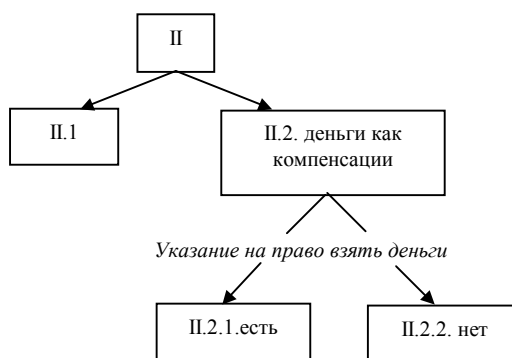 II
II.1
II.2. деньги как
компенсации
Указание на право взять деньги
II.2.1.есть
II.2.2. нет